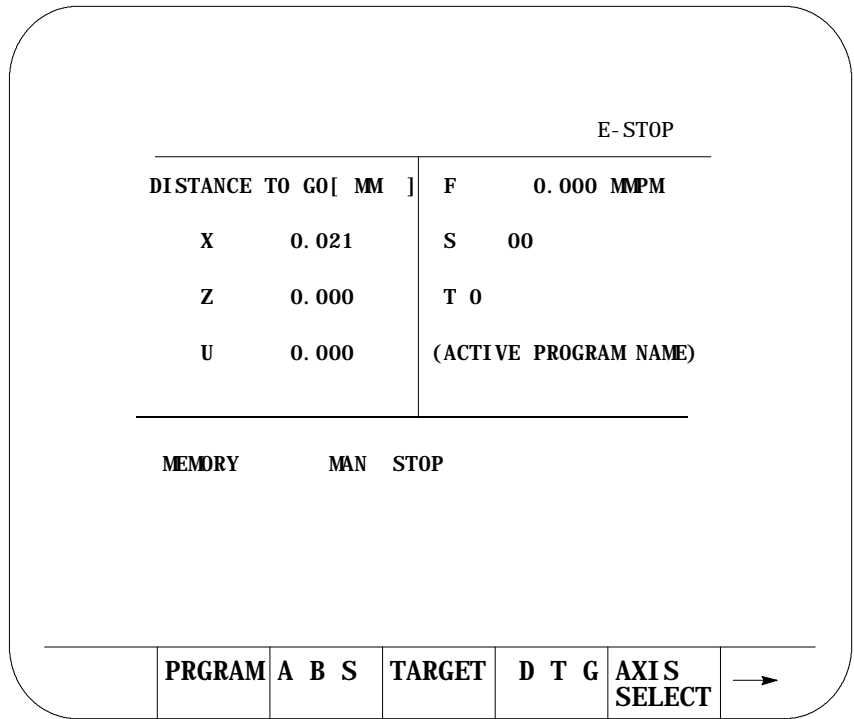 E-STOP
DISTANCE TO GO[ MM ] F 0.000 MMPM
X 0.021 S 00
Z 0.000 T 0
U 0.000 (ACTIVE PROGRAM NAME)
MEMORY MAN STOP
PRGRAM A B S TARGET D T G AXIS
SELECT